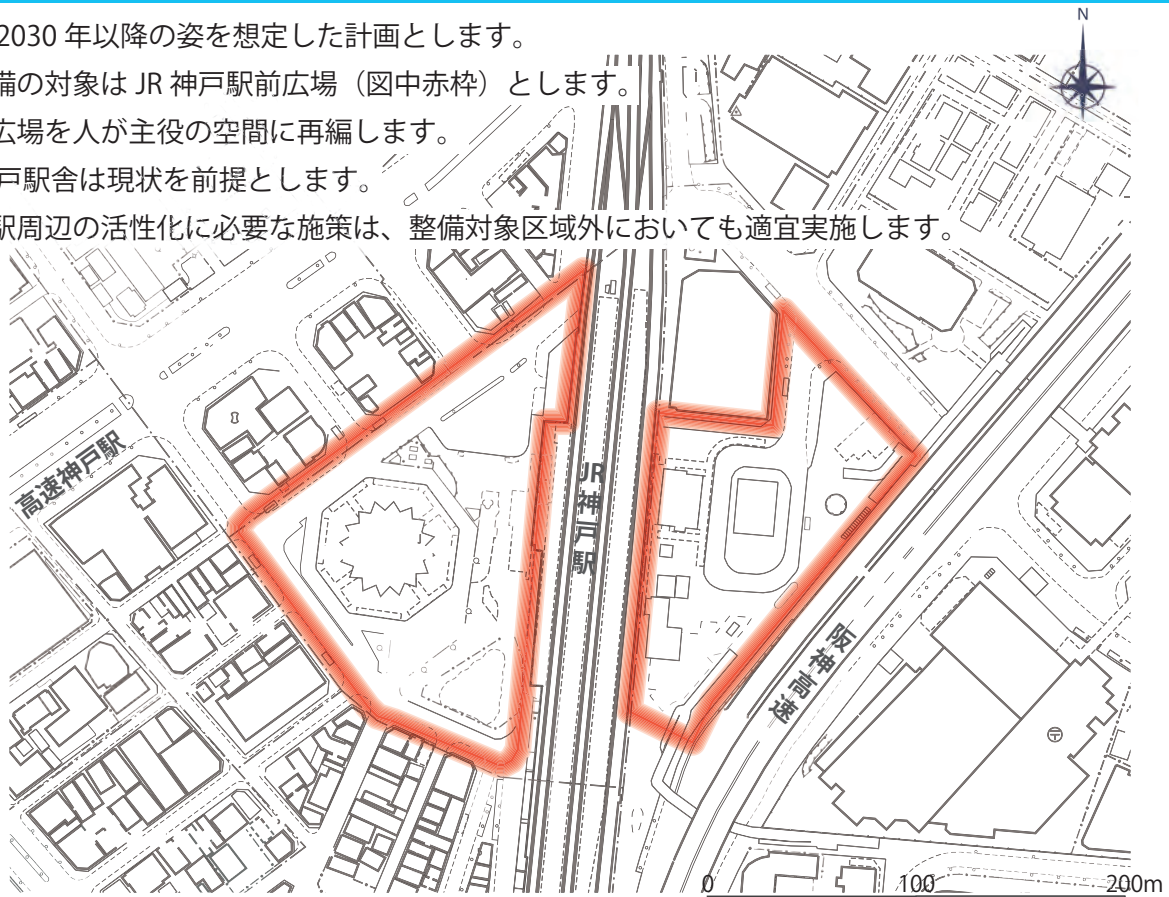 2030 年以降の姿を想定した計画とします。
備の対象は JR 神戸駅前広場（図中赤枠）とします。
広場を人が主役の空間に再編します。
戸駅舎は現状を前提とします。
駅周辺の活性化に必要な施策は、整備対象区域外においても適宜実施します。
N
高速神戸駅
JR神戸駅
阪神高速
0 100 200m